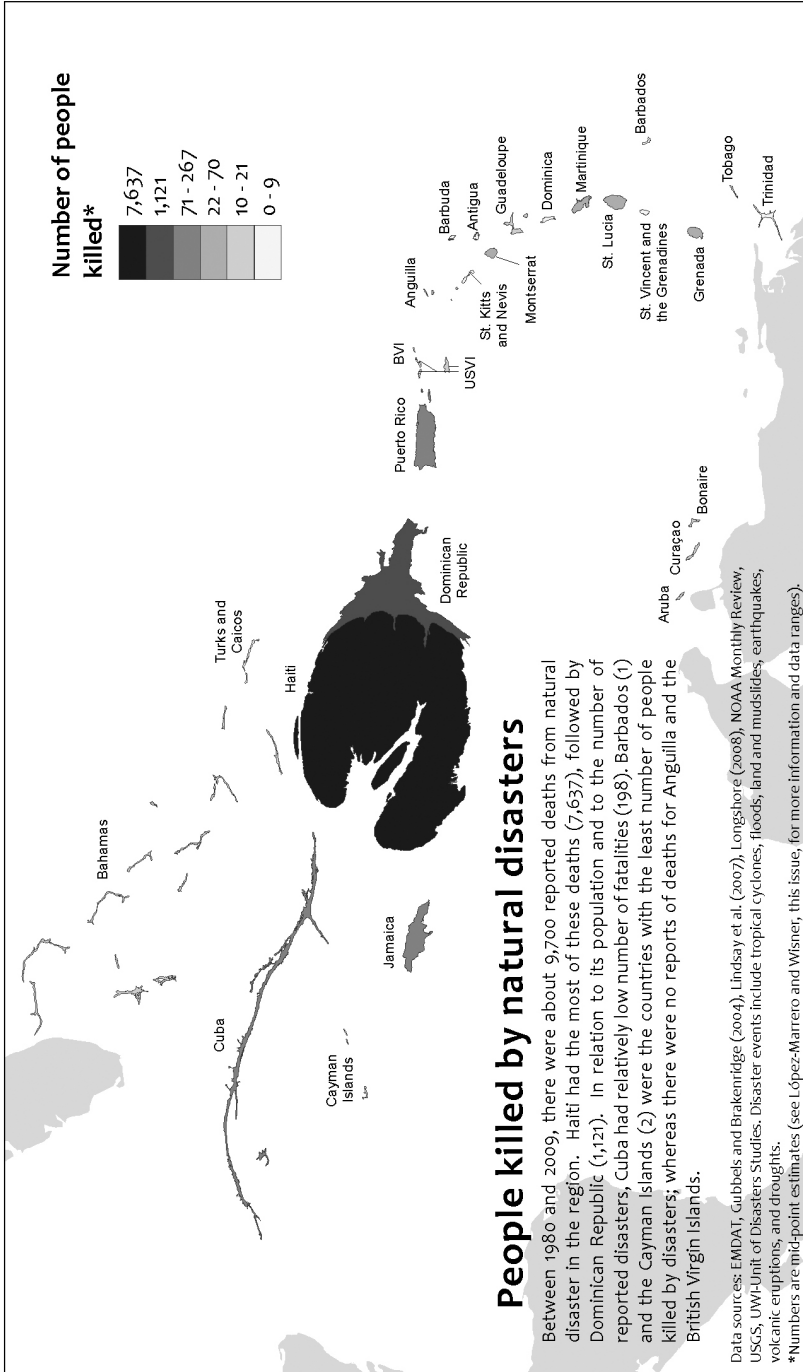 Number of people
killed*
7,637
1,121
71 - 267
22 - 70
10 - 21
0 - 9
Bahamas
Turks and
Caicos
Cuba
Haiti
Cayman
Islands
Jamaica
Dominican
Republic
Puerto Rico
BVI
USVI
Anguilla
Barbuda
Antigua
St. Kitts
and Nevis
Guadeloupe
Montserrat
Dominica
Martinique
St. Lucia
Barbados
St. Vincent and
the Grenadines
Grenada
Tobago
Trinidad
Aruba
Curaçao
Bonaire
People killed by natural disasters
Between 1980 and 2009, there were about 9,700 reported deaths from natural
disaster in the region. Haiti had the most of these deaths (7,637), followed by
Dominican Republic (1,121). In relation to its population and to the number of
reported disasters, Cuba had relatively low number of fatalities (198). Barbados (1)
and the Cayman Islands (2) were the countries with the least number of people
killed by disasters; whereas there were no reports of deaths for Anguilla and the
British Virgin Islands.
Data sources: EMDAT, Gubbels and Brakenridge (2004), Lindsay et al. (2007), Longshore (2008), NOAA Monthly Review,
USGS, UWI-Unit of Disasters Studies. Disaster events include tropical cyclones, floods, land and mudslides, earthquakes,
volcanic eruptions, and droughts.
*Numbers are mid-point estimates (see López-Marrero and Wisner, this issue, for more information and data ranges).